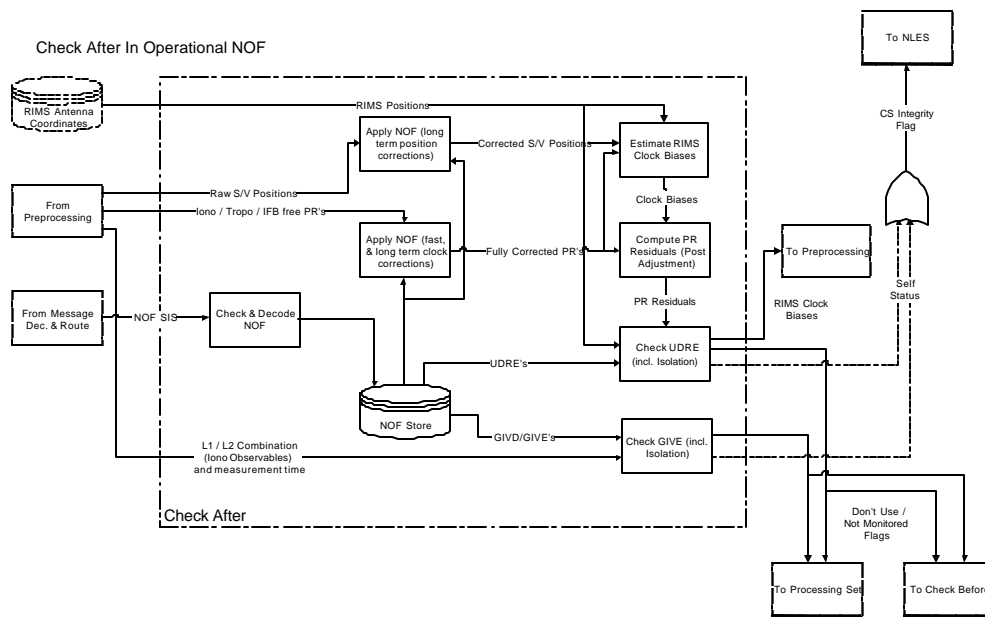 Check After In Operational NOF
To NLES
CS Integrity
Flag
RIMS Antenna
Coordinates
RIMS Positions
Apply NOF (long
term position
corrections)
Corrected S/V Positions
Estimate RIMS
Clock Biases
Raw S/V Positions
From
Preprocessing
Iono / Tropo / IFB free PR's
Clock Biases
Apply NOF (fast,
& long term clock
corrections)
Fully Corrected PR's
Compute PR
Residuals (Post
Adjustment)
To Preprocessing
Self
Status
PR Residuals
RIMS Clock
Biases
From Message
Dec. & Route
NOF SIS
Check & Decode
NOF
Check UDRE
(incl. Isolation)
UDRE's
NOF Store
GIVD/GIVE's
Check GIVE (incl.
Isolation)
L1 / L2 Combination
(Iono Observables)
and measurement time
Check After
Don't Use /
Not Monitored
Flags
To Processing Set
To Check Before